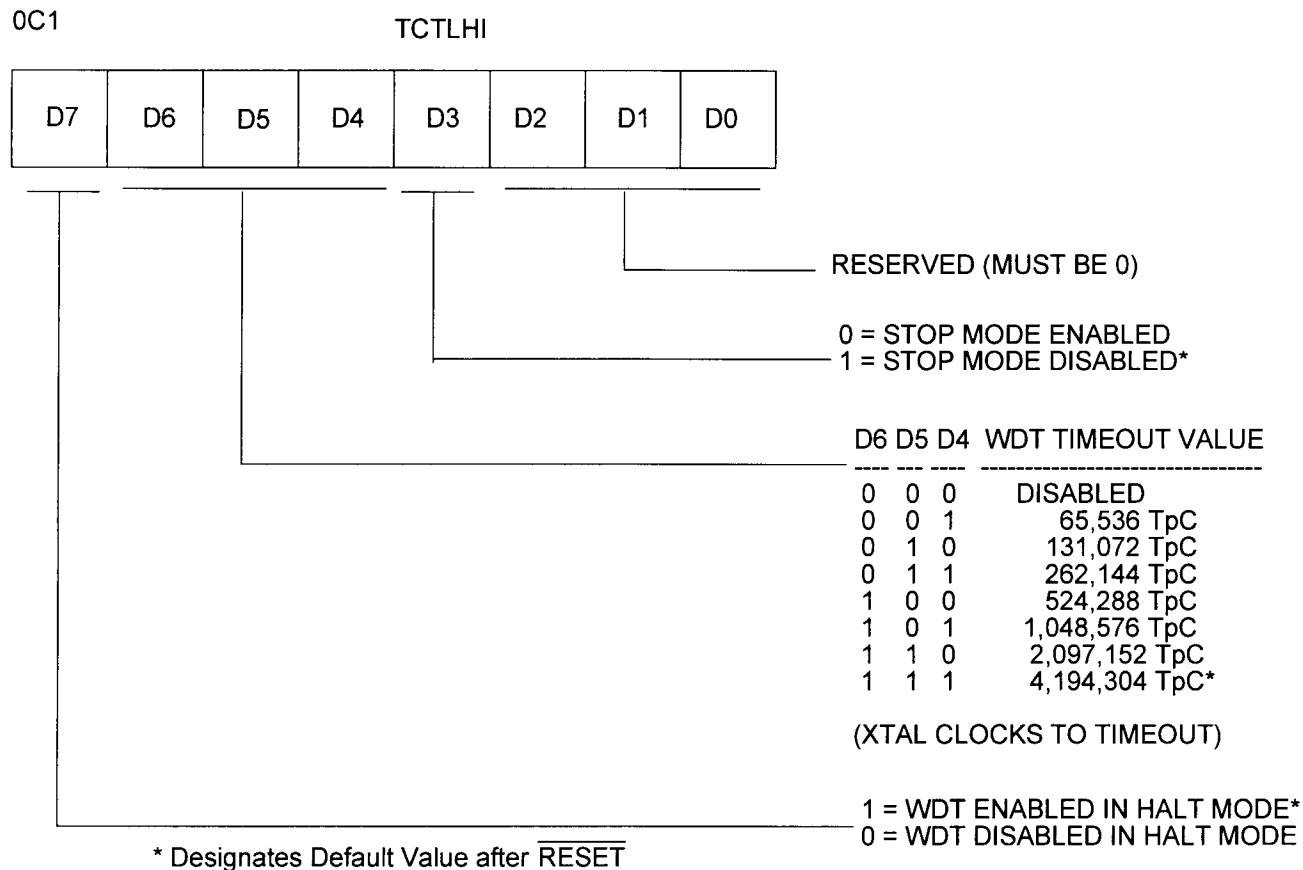 0C1
TCTLHI
D7 D6 D5 D4 D3 D2 D1 D0
RESERVED (MUST BE 0)
0 = STOP MODE ENABLED
1 = STOP MODE DISABLED*
D6 D5 D4 WDT TIMEOUT VALUE
---- --- ---- --------------------------------
0 0 0 DISABLED
0 0 1 65,536 TpC
0 1 0 131,072 TpC
0 1 1 262,144 TpC
1 0 0 524,288 TpC
1 0 1 1,048,576 TpC
1 1 0 2,097,152 TpC
1 1 1 4,194,304 TpC*
(XTAL CLOCKS TO TIMEOUT)
1 = WDT ENABLED IN HALT MODE*
0 = WDT DISABLED IN HALT MODE
* Designates Default Value after RESET